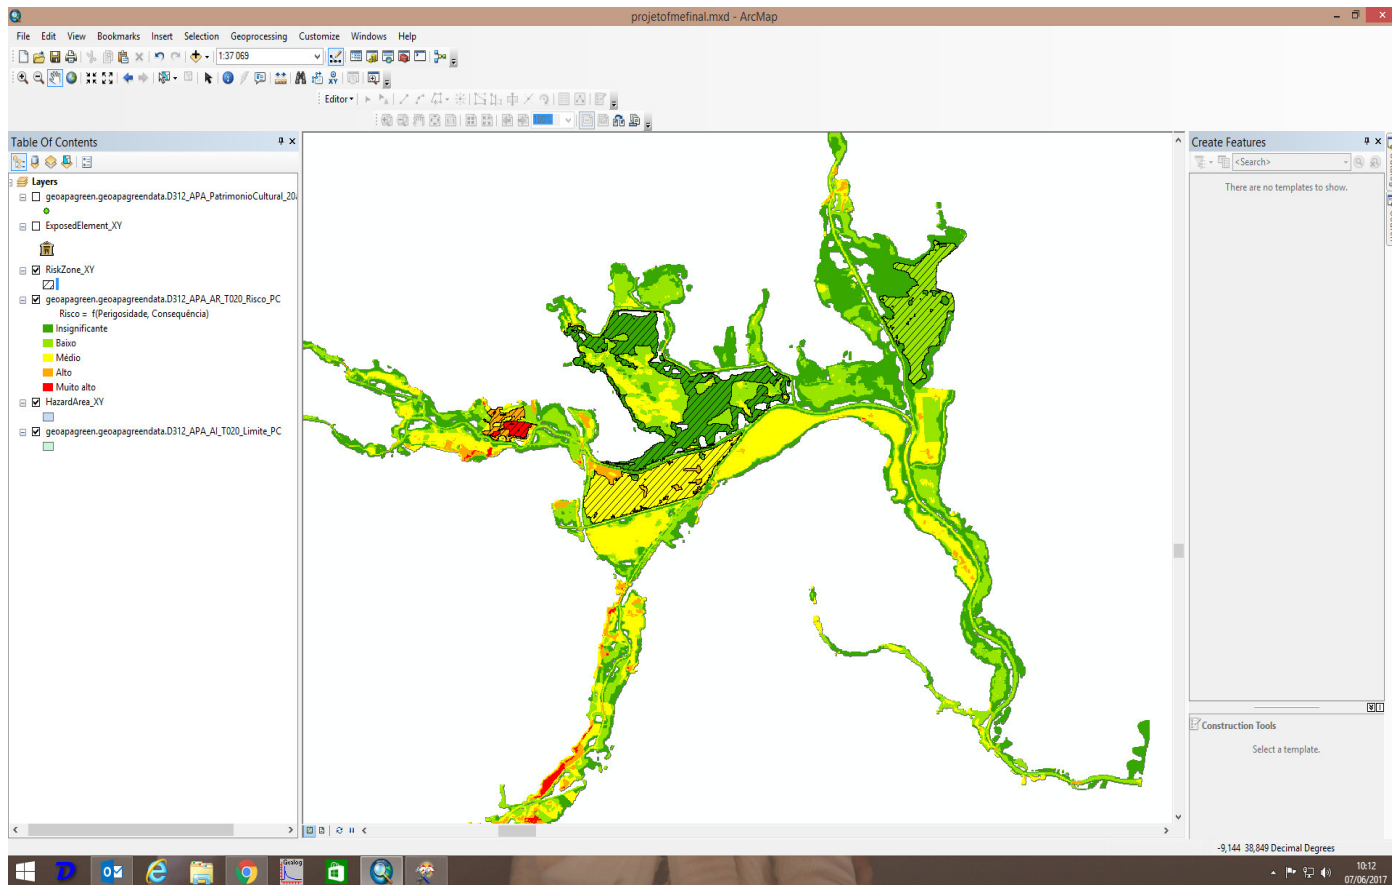 projetofmefinal.mxd - ArcMap
File Edit View Bookmarks Insert Selection Geoprocessing Customize Windows Help
1:37 069
Editor
Table Of Contents
Create Features
<Search>
There are no templates to show.
Layers
geoapagreen.geoapagreendata.D312_APA_PatrimonioCultural_20
ExposedElement_XY
RiskZone_XY
geoapagreen.geoapagreendata.D312_APA_AR_T020_Risco_PC
Risco = f(Perigosidade, Consequência)
Insignificante
Baixo
Médio
Alto
Muito alto
HazardArea_XY
geoapagreen.geoapagreendata.D312_APA_AI_T020_Limite_PC
Construction Tools
Select a template.
-9,144 38,849 Decimal Degrees
10:12
07/06/2017